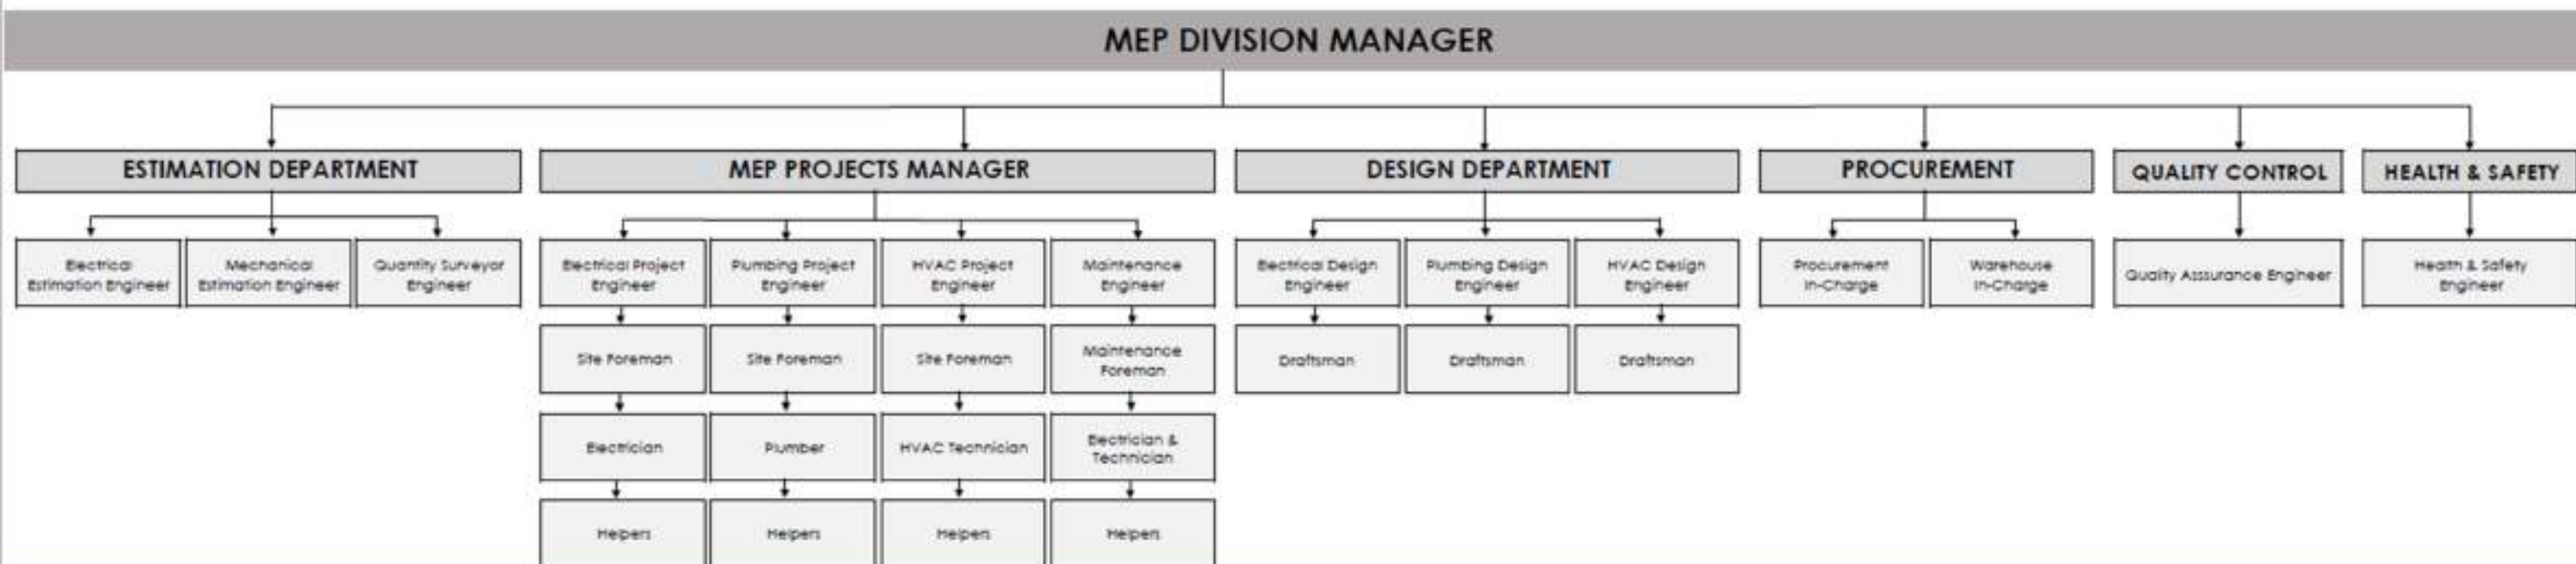 MEP DIVISION MANAGER
ESTIMATION DEPARTMENT
MEP PROJECTS MANAGER
DESIGN DEPARTMENT
PROCUREMENT
QUALITY CONTROL
HEALTH & SAFETY
Electrical
Estimation Engineer
Mechanical
Estimation Engineer
Quantity Surveyor
Engineer
Electrical Project
Engineer
Plumbing Project
Engineer
HVAC Project
Engineer
Maintenance
Engineer
Electrical Design
Engineer
Plumbing Design
Engineer
HVAC Design
Engineer
Procurement
In-Charge
Warehouse
In-Charge
Quality Asssurance Engineer
Health & Safety
Engineer
Site Foreman
Site Foreman
Site Foreman
Maintenance
Foreman
Draftsman
Draftsman
Draftsman
Electrician
Plumber
HVAC Technician
Electrician &
Technician
Helpers
Helpers
Helpers
Helpers